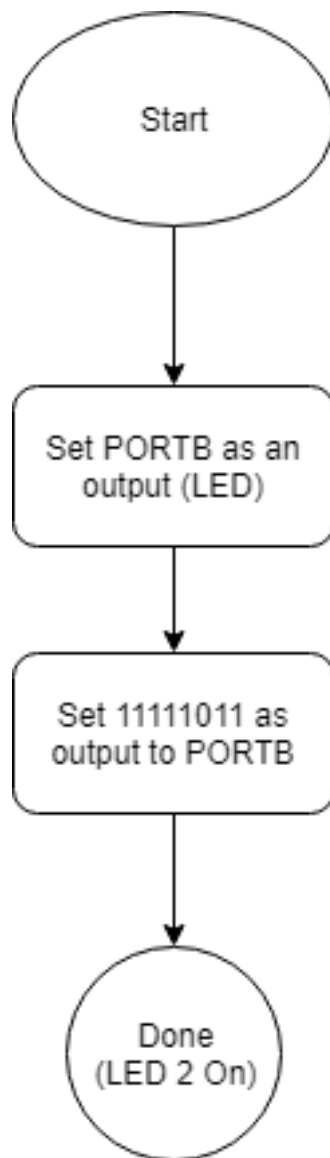 Start
Set PORTB as an
output (LED)
Set 11111011 as
output to PORTB
Done
(LED 2 On)